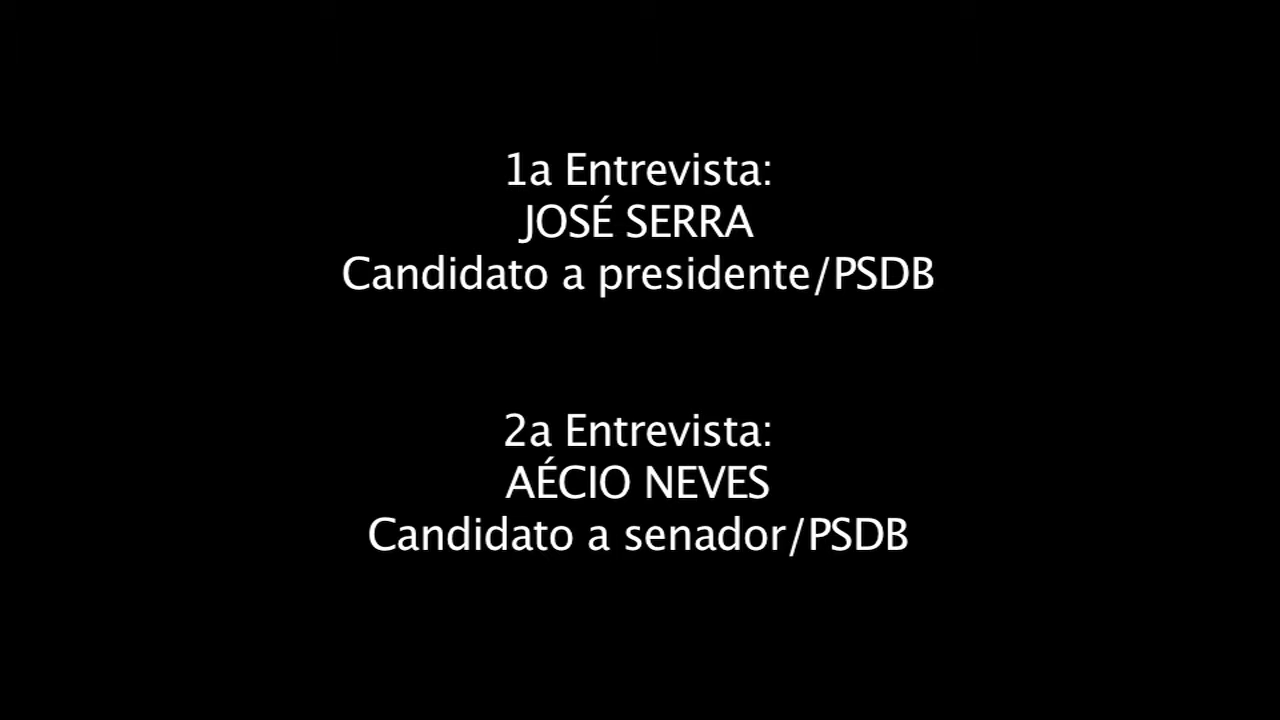 1a Entrevista:
JOSÉ SERRA
Candidato a presidente/PSDB
2a Entrevista:
AÉCIO NEVES
Candidato a senador/PSDB